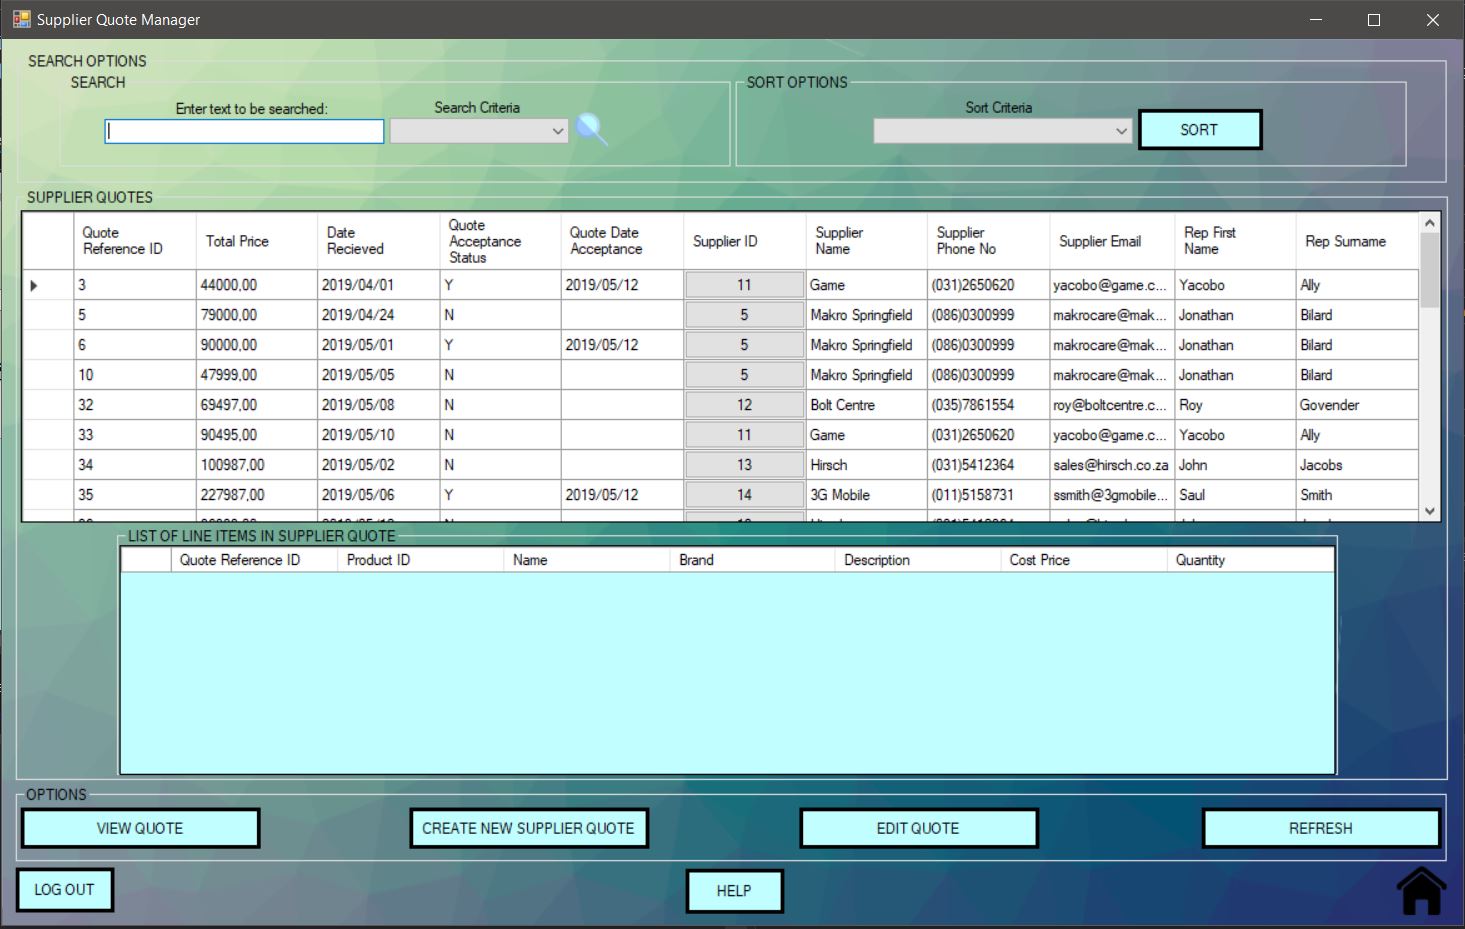 Supplier Quote Manager
SEARCH OPTIONS
SEARCH
SORT OPTIONS
Enter text to be searched:
Search Criteria
Sort Criteria
SORT
SUPPLIER QUOTES
Quote Reference ID Total Price Date Recieved Quote Acceptance Status Quote Date Acceptance Supplier ID Supplier Name Supplier Phone No Supplier Email Rep First Name Rep Surname
3 44000,00 2019/04/01 Y 2019/05/12 11 Game (031)2650620 yacobo@game.c... Yacobo Ally
5 79000,00 2019/04/24 N 5 Makro Springfield (086)0300999 makrocare@mak... Jonathan Bilard
6 90000,00 2019/05/01 Y 2019/05/12 5 Makro Springfield (086)0300999 makrocare@mak... Jonathan Bilard
10 47999,00 2019/05/05 N 5 Makro Springfield (086)0300999 makrocare@mak... Jonathan Bilard
32 69497,00 2019/05/08 N 12 Bolt Centre (035)7861554 roy@boltcentre.c... Roy Govender
33 90495,00 2019/05/10 N 11 Game (031)2650620 yacobo@game.c... Yacobo Ally
34 100987,00 2019/05/02 N 13 Hirsch (031)5412364 sales@hirsch.co.za John Jacobs
35 227987,00 2019/05/06 Y 2019/05/12 14 3G Mobile (011)5158731 ssmith@3gmobile... Saul Smith
LIST OF LINE ITEMS IN SUPPLIER QUOTE
Quote Reference ID Product ID Name Brand Description Cost Price Quantity
OPTIONS
VIEW QUOTE
CREATE NEW SUPPLIER QUOTE
EDIT QUOTE
REFRESH
LOG OUT
HELP